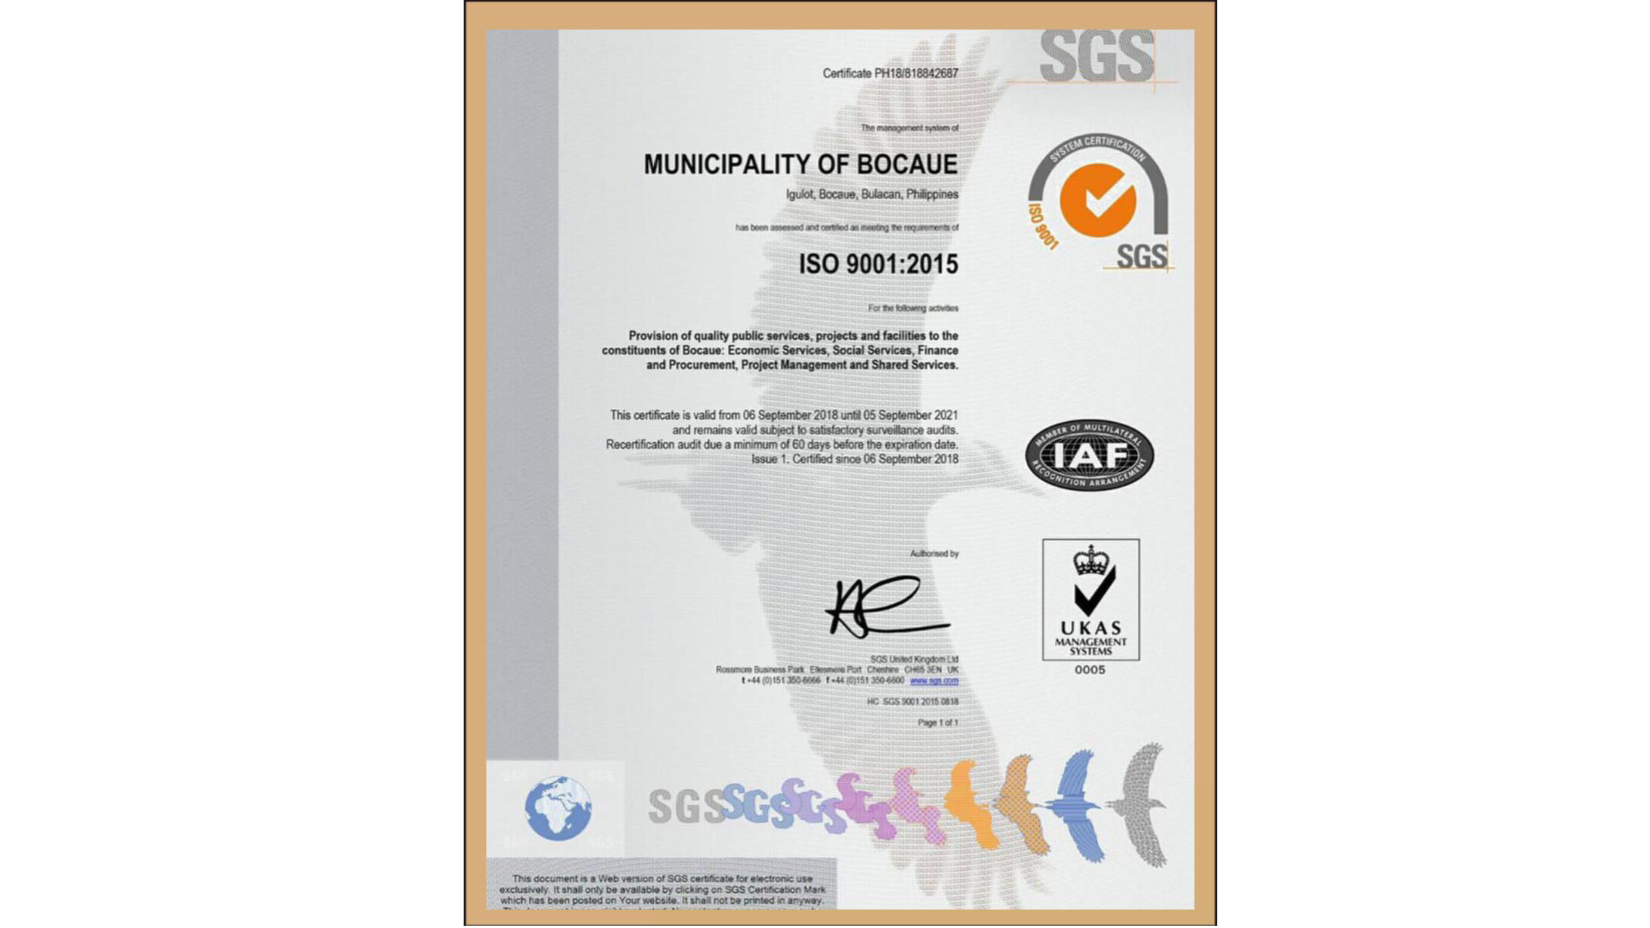 SGS
Certificate PH18/818842687
The management system of
MUNICIPALITY OF BOCAUE
Igulot, Bocaue, Bulacan, Philippines
has been assessed and certified as meeting the requirements of
ISO 9001:2015
For the following activities
Provision of quality public services, projects and facilities to the
constituents of Bocaue: Economic Services, Social Services, Finance
and Procurement, Project Management and Shared Services.
This certificate is valid from 06 September 2018 until 05 September 2021
and remains valid subject to satisfactory surveillance audits.
Recertification audit due a minimum of 60 days before the expiration date.
Issue 1. Certified since 06 September 2018
Authorised by
SGS United Kingdom Ltd
Rossmore Business Park Ellesmere Port Cheshire CH65 3EN UK
t +44 (0)151 350-6666 f +44 (0)151 350-6600 www.sgs.com
HC SGS 9001 2015 0818
Page 1 of 1
SYSTEM CERTIFICATION
ISO 9001
SGS
MEMBER OF MULTILATERAL
IAF
RECOGNITION ARRANGEMENT
UKAS
MANAGEMENT
SYSTEMS
0005
SGS SGS SGS
This document is a Web version of SGS certificate for electronic use
exclusively. It shall only be available by clicking on SGS Certification Mark
which has been posted on Your website. It shall not be printed in anyway.